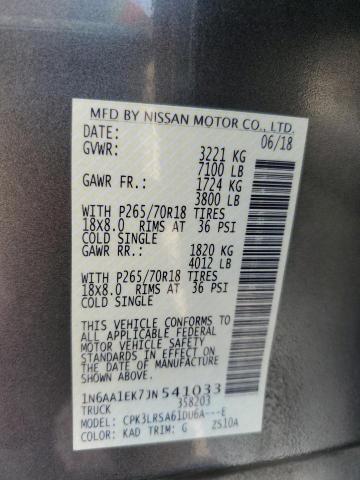 MFD BY NISSAN MOTOR CO., LTD.
DATE: 06/18
GVWR: 3221 KG
7100 LB
GAWR FR.: 1724 KG
3800 LB
WITH P265/70R18 TIRES
18X8.0 RIMS AT 36 PSI
COLD SINGLE
GAWR RR.: 1820 KG
4012 LB
WITH P265/70R18 TIRES
18X8.0 RIMS AT 36 PSI
COLD SINGLE
THIS VEHICLE CONFORMS TO
ALL APPLICABLE FEDERAL
MOTOR VEHICLE SAFETY
STANDARDS IN EFFECT ON
THE DATE OF MANUFACTURE
SHOWN ABOVE.
1N6AA1EK7JN541033
TRUCK 358203
MODEL: CPK3LRSA61DU6A---E
COLOR: KAD TRIM: G ZS10A